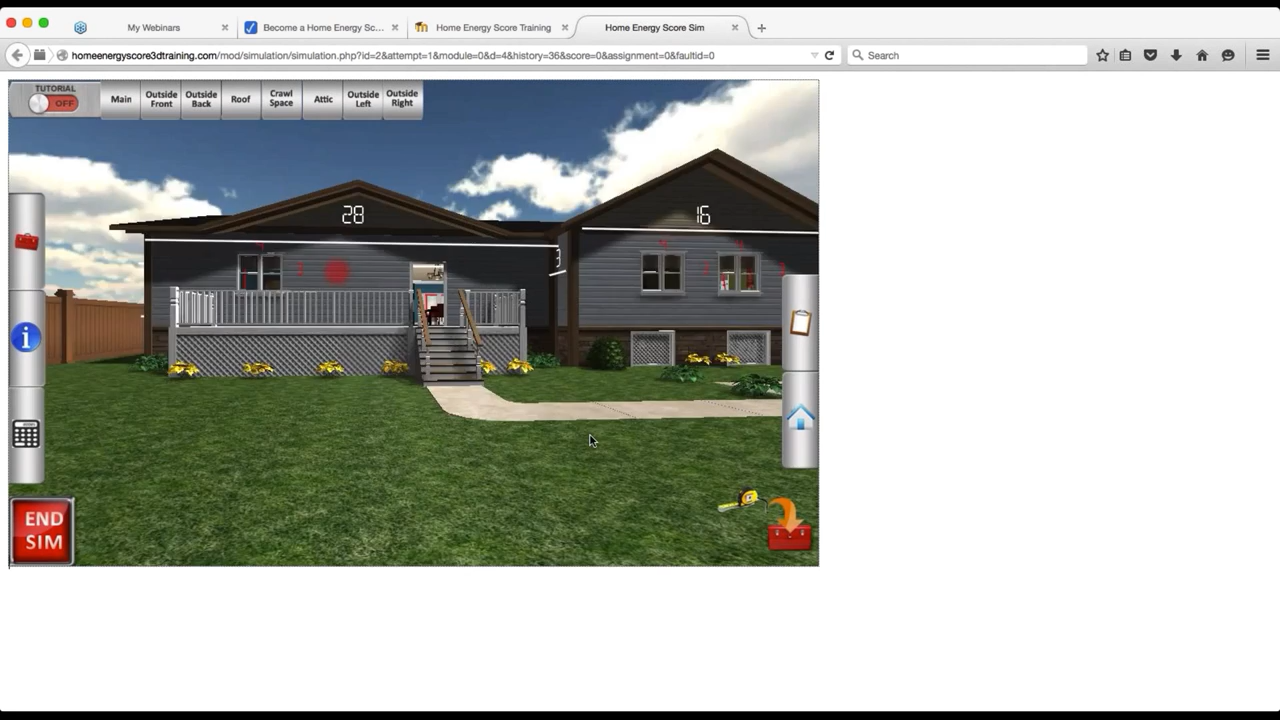 My Webinars
Become a Home Energy Sc...
Home Energy Score Training
Home Energy Score Sim
homeenergyscore3dtraining.com/mod/simulation/simulation.php?id=2&attempt=1&module=0&d=4&history=36&score=0&assignment=0&faultid=0
Search
TUTORIAL
OFF
Main
Outside
Front
Outside
Back
Roof
Crawl
Space
Attic
Outside
Left
Outside
Right
28
16
3
3
END
SIM